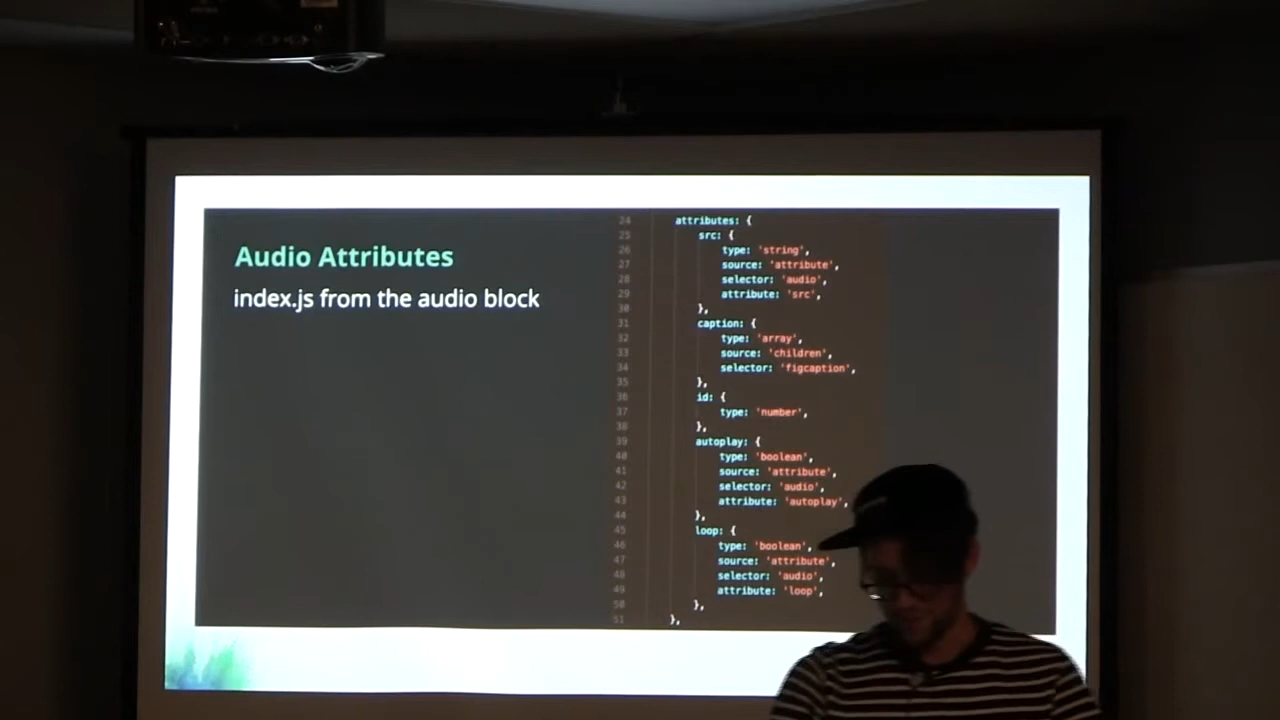 Audio Attributes
index.js from the audio block
24 attributes: {
25 src: {
26 type: 'string',
27 source: 'attribute',
28 selector: 'audio',
29 attribute: 'src',
30 },
31 caption: {
32 type: 'array',
33 source: 'children',
34 selector: 'figcaption',
35 },
36 id: {
37 type: 'number',
38 },
39 autoplay: {
40 type: 'boolean',
41 source: 'attribute',
42 selector: 'audio',
43 attribute: 'autoplay',
44 },
45 loop: {
46 type: 'boolean',
47 source: 'attribute',
48 selector: 'audio',
49 attribute: 'loop',
50 },
51 },